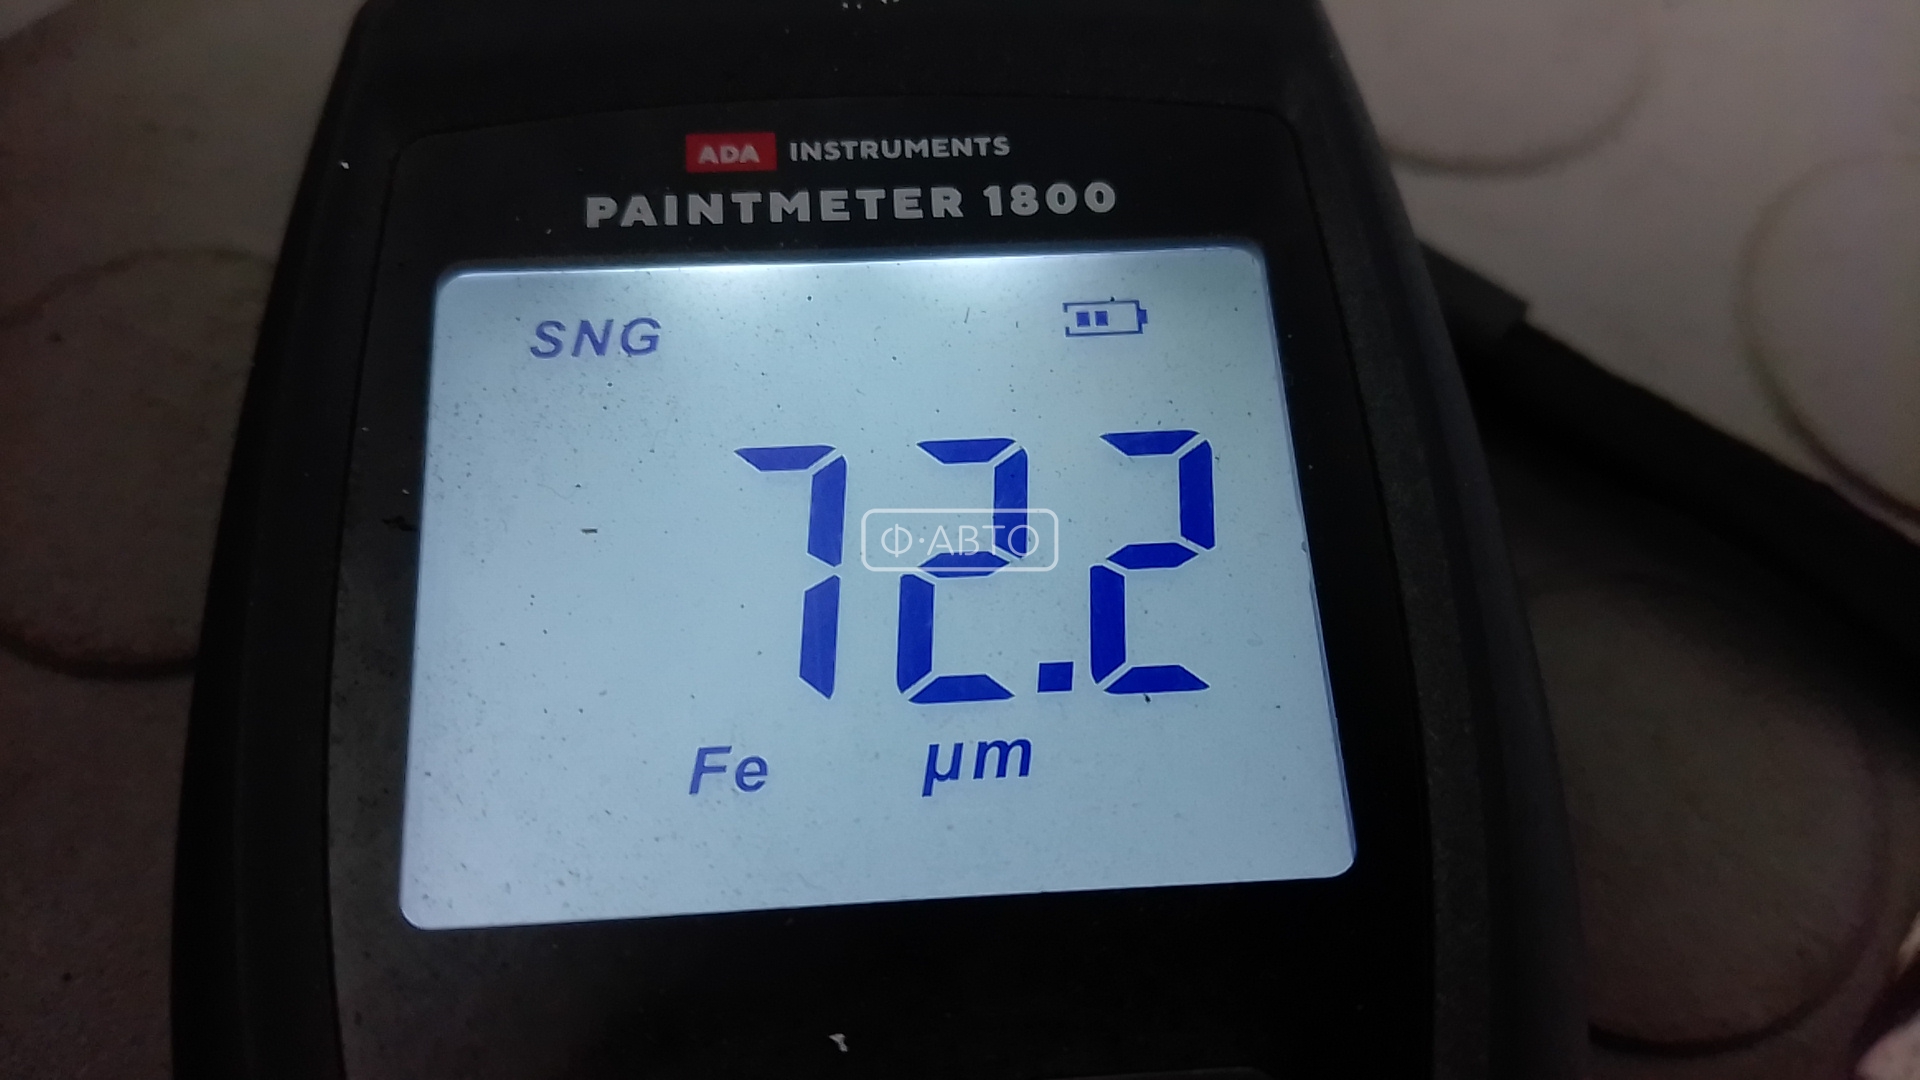 ADA INSTRUMENTS
PAINTMETER 1800
SNG
72.2
Ф·АВТО
Fe µm